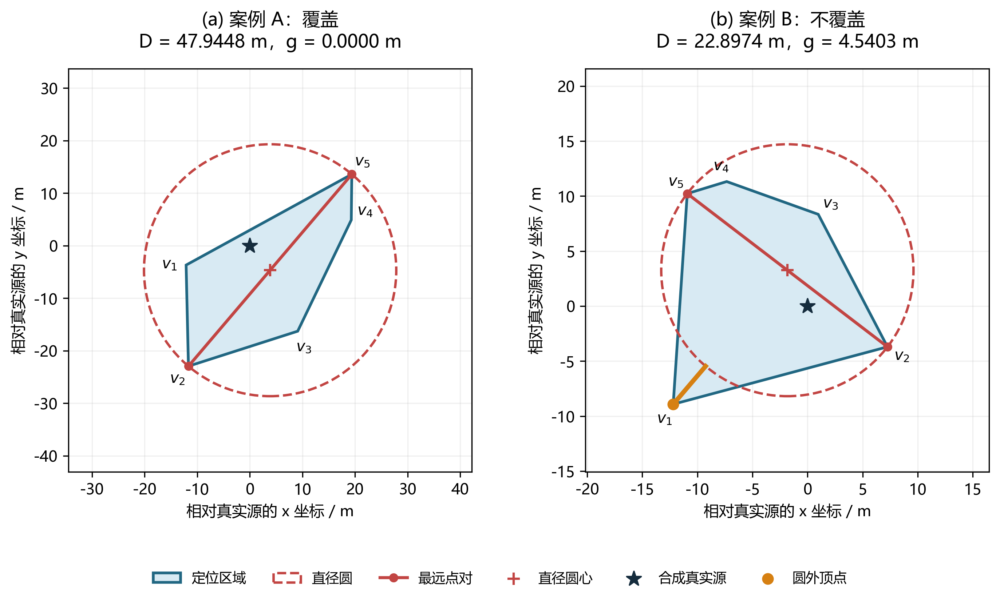 (a) 案例 A：覆盖
D = 47.9448 m，g = 0.0000 m
30
20
10
0
-10
-20
-30
-40
相对真实源的 y 坐标 / m
v5
v4
v1
v3
v2
-30
-20
-10
0
10
20
30
40
相对真实源的 x 坐标 / m
(b) 案例 B：不覆盖
D = 22.8974 m，g = 4.5403 m
20
15
10
5
0
-5
-10
-15
相对真实源的 y 坐标 / m
v4
v5
v3
v2
v1
-20
-15
-10
-5
0
5
10
15
相对真实源的 x 坐标 / m
定位区域
直径圆
最远点对
直径圆心
合成真实源
圆外顶点